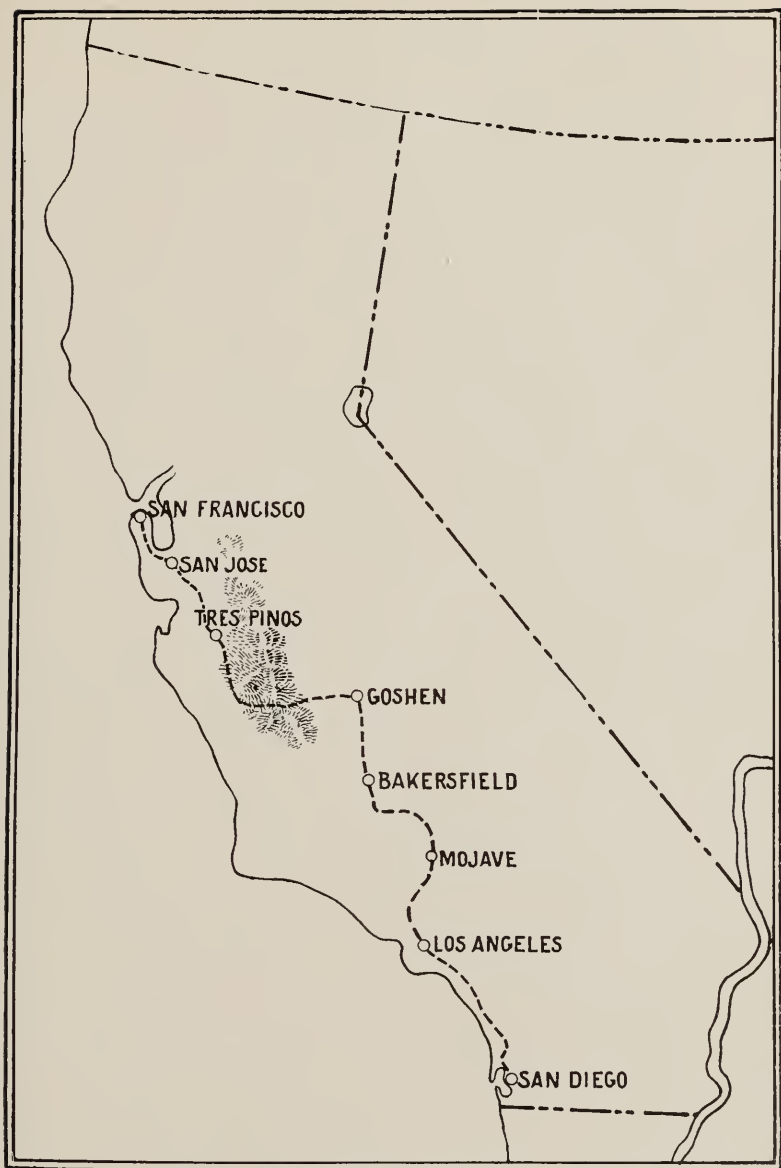 SAN FRANCISCO
SAN JOSE
TRES PINOS
GOSHEN
BAKERSFIELD
MOJAVE
LOS ANGELES
SAN DIEGO